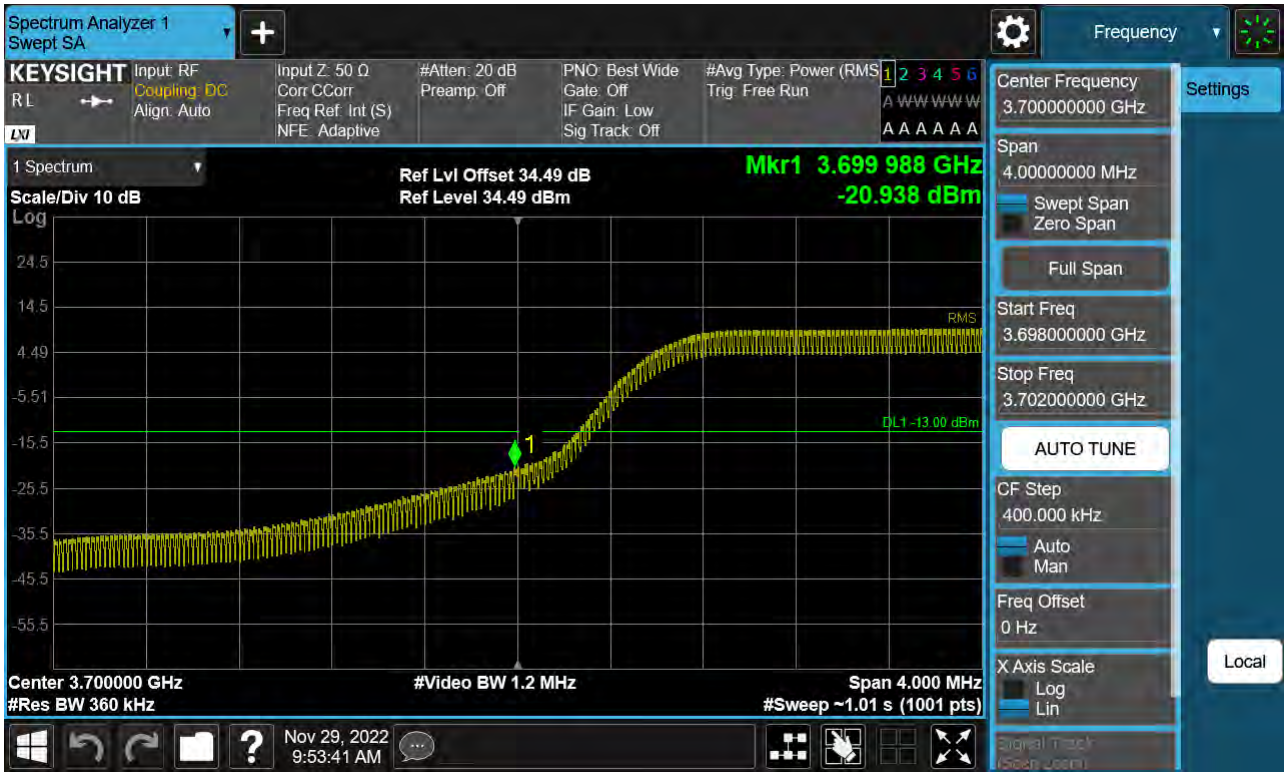 Spectrum Analyzer 1
Swept SA
+
Frequency
KEYSIGHT
RL
LXI
Input: RF
Coupling: DC
Align: Auto
Input Z: 50 Ω
Corr CCorr
Freq Ref: Int (S)
NFE: Adaptive
#Atten: 20 dB
Preamp: Off
PNO: Best Wide
Gate: Off
IF Gain: Low
Sig Track: Off
#Avg Type: Power (RMS
Trig: Free Run
1 2 3 4 5 6
A W W W W W
A A A A A A
1 Spectrum
Scale/Div 10 dB
Log
Ref Lvl Offset 34.49 dB
Ref Level 34.49 dBm
Mkr1 3.699 988 GHz
-20.938 dBm
24.5
14.5
4.49
-5.51
-15.5
-25.5
-35.5
-45.5
-55.5
RMS
DL1 -13.00 dBm
1
Center 3.700000 GHz
#Res BW 360 kHz
#Video BW 1.2 MHz
Span 4.000 MHz
#Sweep ~1.01 s (1001 pts)
Center Frequency
3.700000000 GHz
Settings
Span
4.00000000 MHz
Swept Span
Zero Span
Full Span
Start Freq
3.698000000 GHz
Stop Freq
3.702000000 GHz
AUTO TUNE
CF Step
400.000 kHz
Auto
Man
Freq Offset
0 Hz
X Axis Scale
Log
Lin
Signal Track
(Span Zoom)
Local
?
Nov 29, 2022
9:53:41 AM